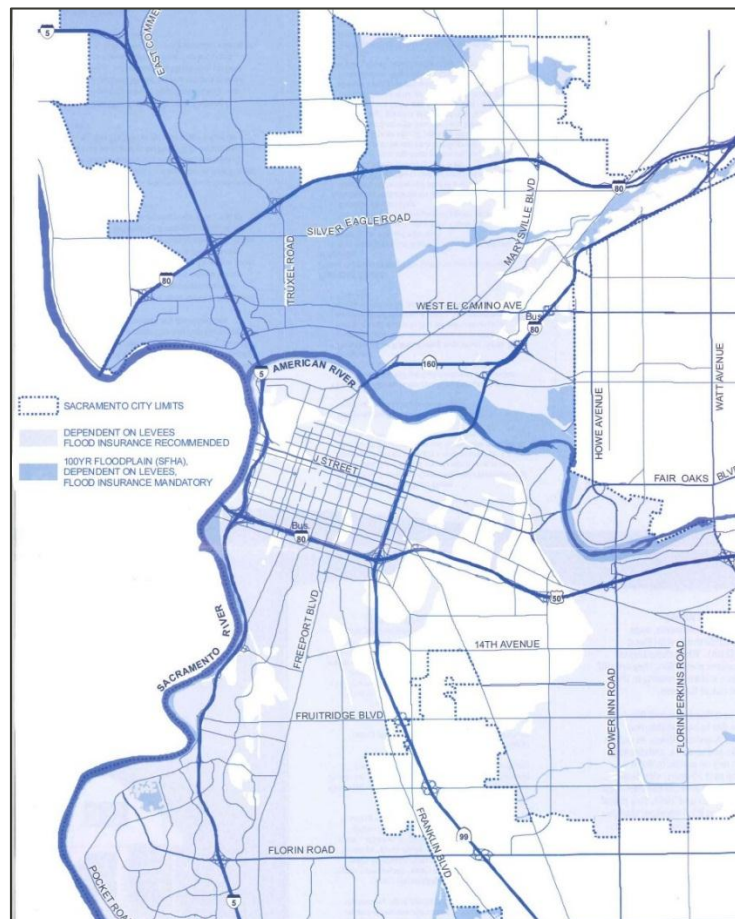 5
EAST COMME
80
SILVER EAGLE ROAD
MARYSVILLE BLVD
TRUXEL ROAD
80
WEST EL CAMINO AVE
Bus.
80
160
5
AMERICAN RIVER
HOWE AVENUE
WATT AVENUE
SACRAMENTO CITY LIMITS
DEPENDENT ON LEVEES
FLOOD INSURANCE RECOMMENDED
100YR FLOODPLAIN (SFHA),
DEPENDENT ON LEVEES,
FLOOD INSURANCE MANDATORY
J STREET
FAIR OAKS BLV
Bus.
80
50
SACRAMENTO RIVER
FREEPORT BLVD
14TH AVENUE
POWER INN ROAD
FLORIN PERKINS ROAD
FRUITRIDGE BLVD
FRANKLIN BLVD
99
FLORIN ROAD
POCKET ROA
5